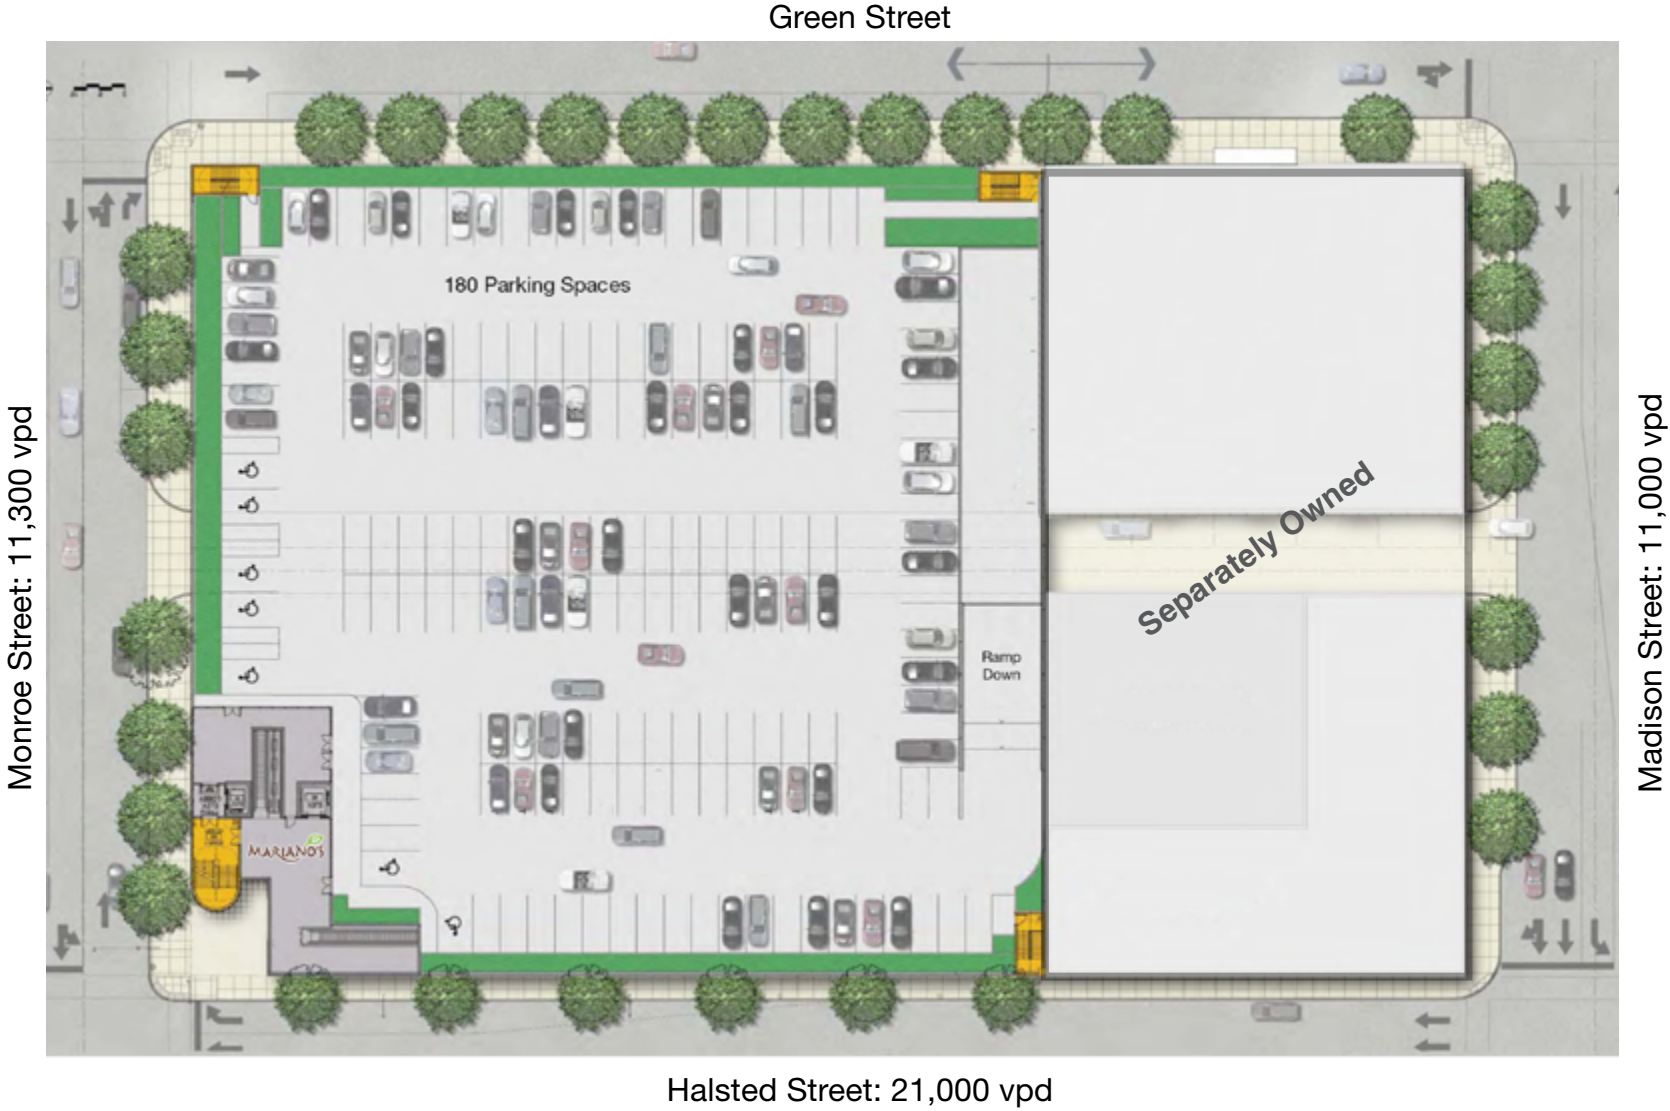 Green Street
180 Parking Spaces
Monroe Street: 11,300 vpd
Madison Street: 11,000 vpd
Separately Owned
Ramp
Down
MARIANO'S
Halsted Street: 21,000 vpd